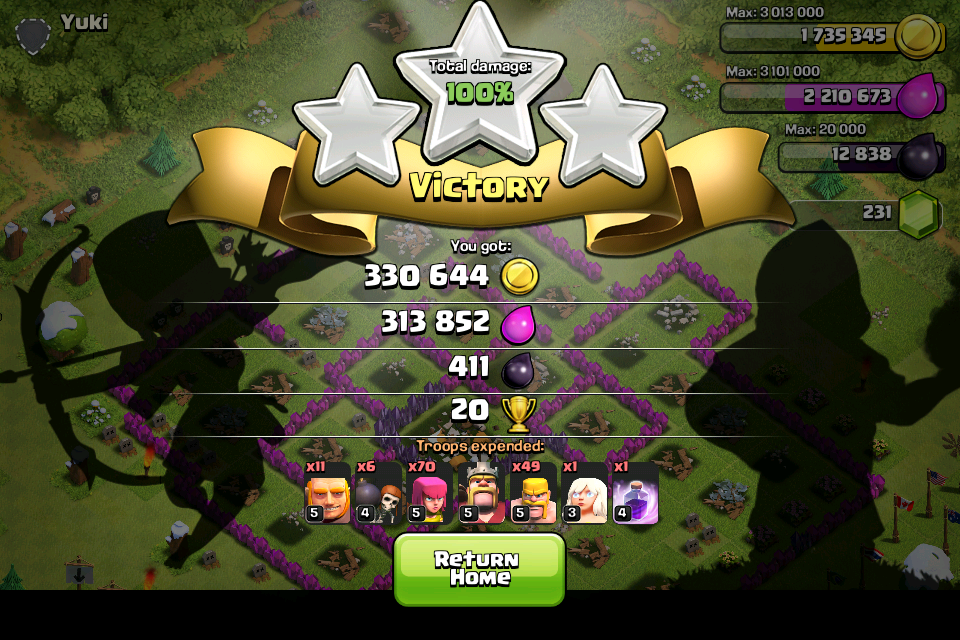 Yuki
Max: 3 013 000
1 735 345
Max: 3 101 000
2 210 673
Max: 20 000
12 838
231
Total damage:
100%
Victory
You got:
330 644
313 852
411
20
Troops expended:
x11 x6 x70 x49 x1 x1
5 4 5 5 5 3 4
Return
Home